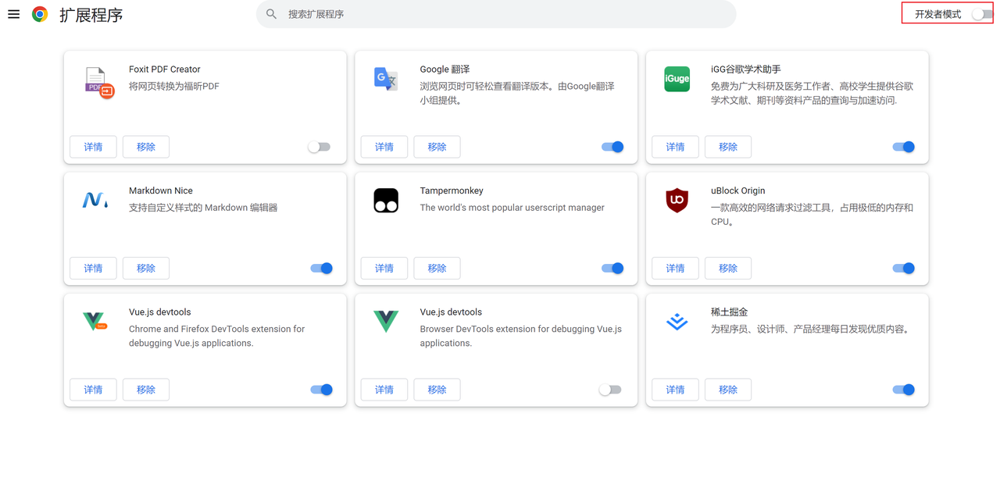 扩展程序
搜索扩展程序
开发者模式
Foxit PDF Creator
将网页转换为福昕PDF
PDF
详情
移除
Google 翻译
浏览网页时可轻松查看翻译版本。由Google翻译
小组提供。
G
文
详情
移除
iGG谷歌学术助手
免费为广大科研及医务工作者、高校学生提供谷歌
学术文献、期刊等资料产品的查询与加速访问.
iGuge
详情
移除
Markdown Nice
支持自定义样式的 Markdown 编辑器
详情
移除
Tampermonkey
The world's most popular userscript manager
详情
移除
uBlock Origin
一款高效的网络请求过滤工具，占用极低的内存和
CPU。
UO
详情
移除
Vue.js devtools
Chrome and Firefox DevTools extension for
debugging Vue.js applications.
beta
详情
移除
Vue.js devtools
Browser DevTools extension for debugging Vue.js
applications.
详情
移除
稀土掘金
为程序员、设计师、产品经理每日发现优质内容。
详情
移除